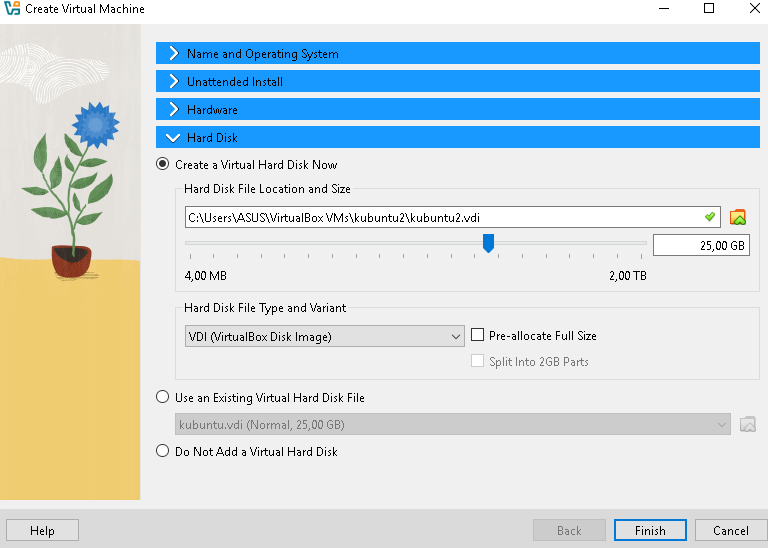 Create Virtual Machine
Name and Operating System
Unattended Install
Hardware
Hard Disk
Create a Virtual Hard Disk Now
Hard Disk File Location and Size
C:\Users\ASUS\VirtualBox VMs\kubuntu2\kubuntu2.vdi
25,00 GB
4,00 MB 2,00 TB
Hard Disk File Type and Variant
VDI (VirtualBox Disk Image) Pre-allocate Full Size
Split Into 2GB Parts
Use an Existing Virtual Hard Disk File
kubuntu.vdi (Normal, 25,00 GB)
Do Not Add a Virtual Hard Disk
Help Back Finish Cancel